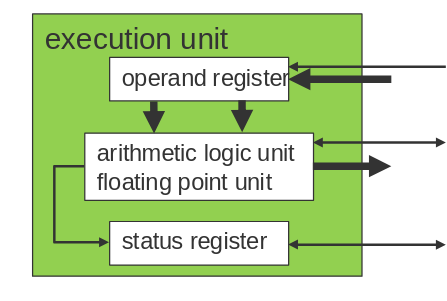 execution unit
operand register
arithmetic logic unit
floating point unit
status register